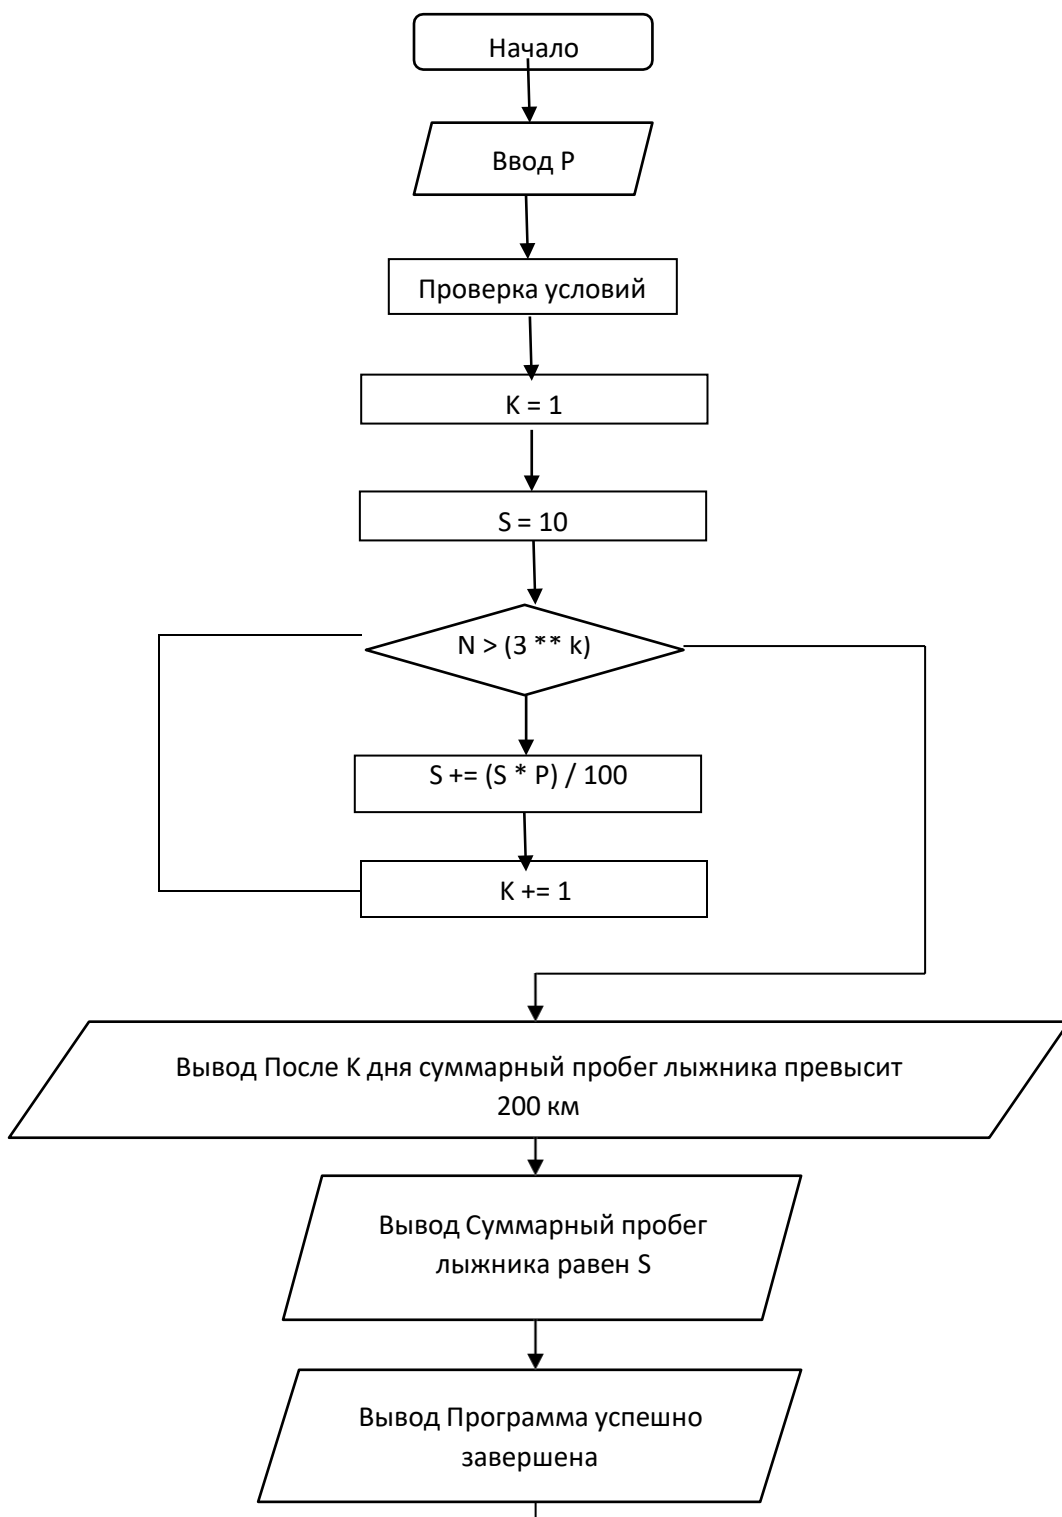 Начало
Ввод P
Проверка условий
K = 1
S = 10
N > (3 ** k)
S += (S * P) / 100
K += 1
Вывод После K дня суммарный пробег лыжника превысит
200 км
Вывод Суммарный пробег
лыжника равен S
Вывод Программа успешно
завершена